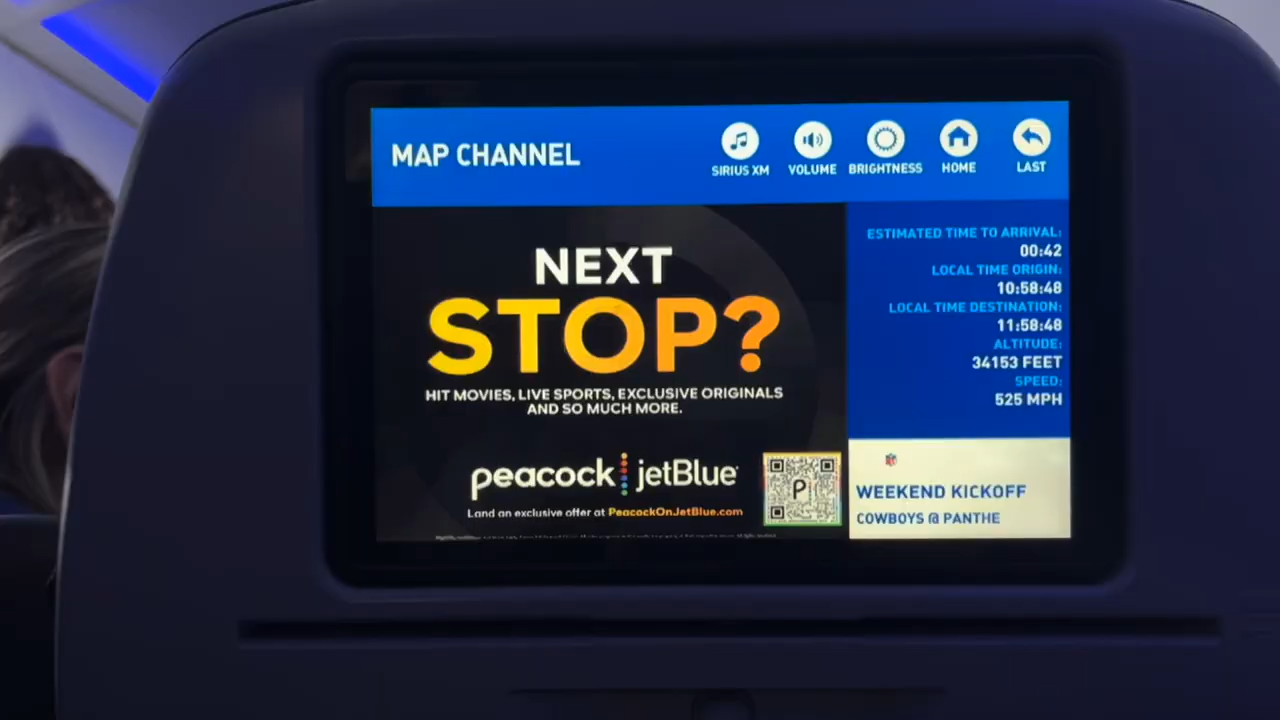 MAP CHANNEL
SIRIUS XM
VOLUME
BRIGHTNESS
HOME
LAST
NEXT
STOP?
HIT MOVIES, LIVE SPORTS, EXCLUSIVE ORIGINALS
AND SO MUCH MORE.
peacock jetBlue
P
Land an exclusive offer at PeacockOnJetBlue.com
ESTIMATED TIME TO ARRIVAL:
00:42
LOCAL TIME ORIGIN:
10:58:48
LOCAL TIME DESTINATION:
11:58:48
ALTITUDE:
34153 FEET
SPEED:
525 MPH
NFL
WEEKEND KICKOFF
COWBOYS @ PANTHE